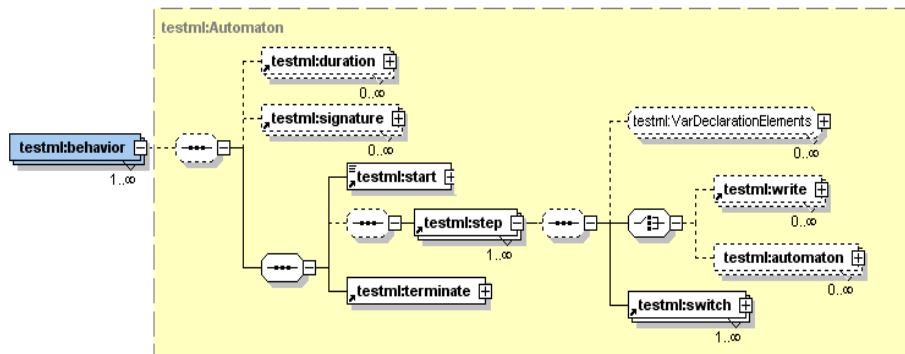 testml:Automaton
testml:duration
0..∞
testml:signature
0..∞
testml:behavior
1..∞
testml:start
testml:step
1..∞
testml:terminate
testml:VarDeclarationElements
0..∞
testml:write
0..∞
testml:automaton
0..∞
testml:switch
1..∞